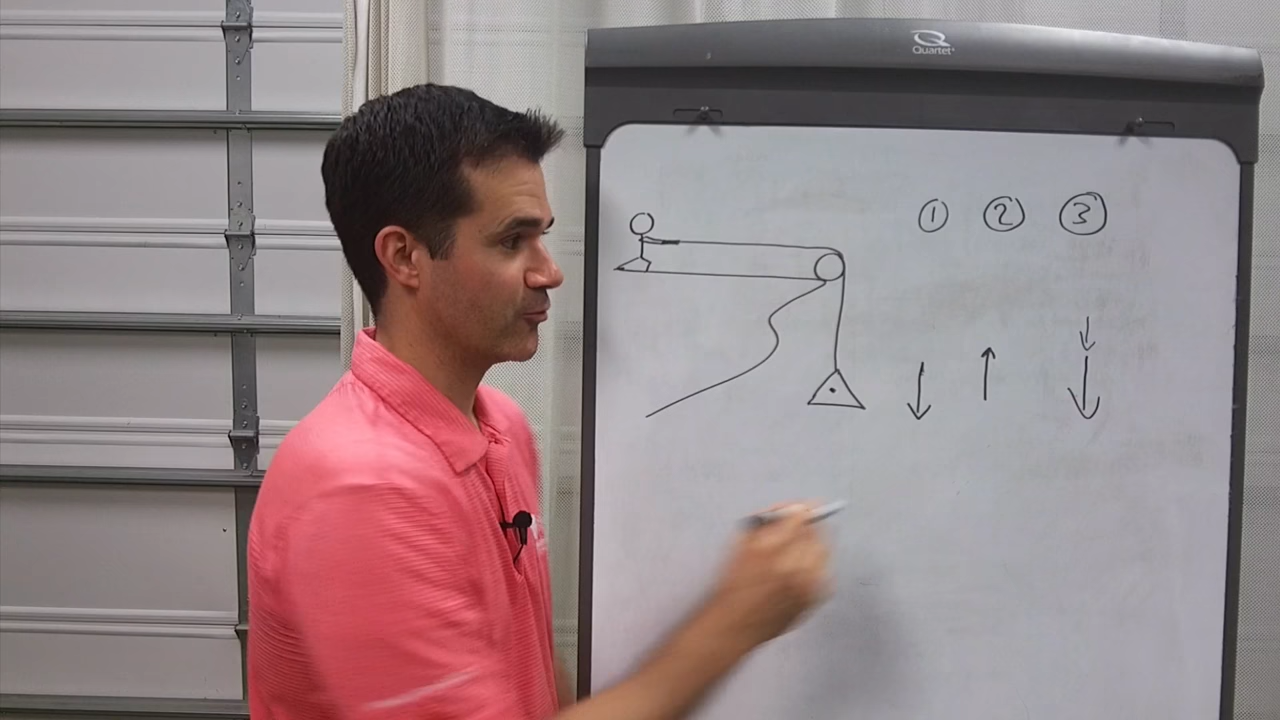 Quartet
① ② ③